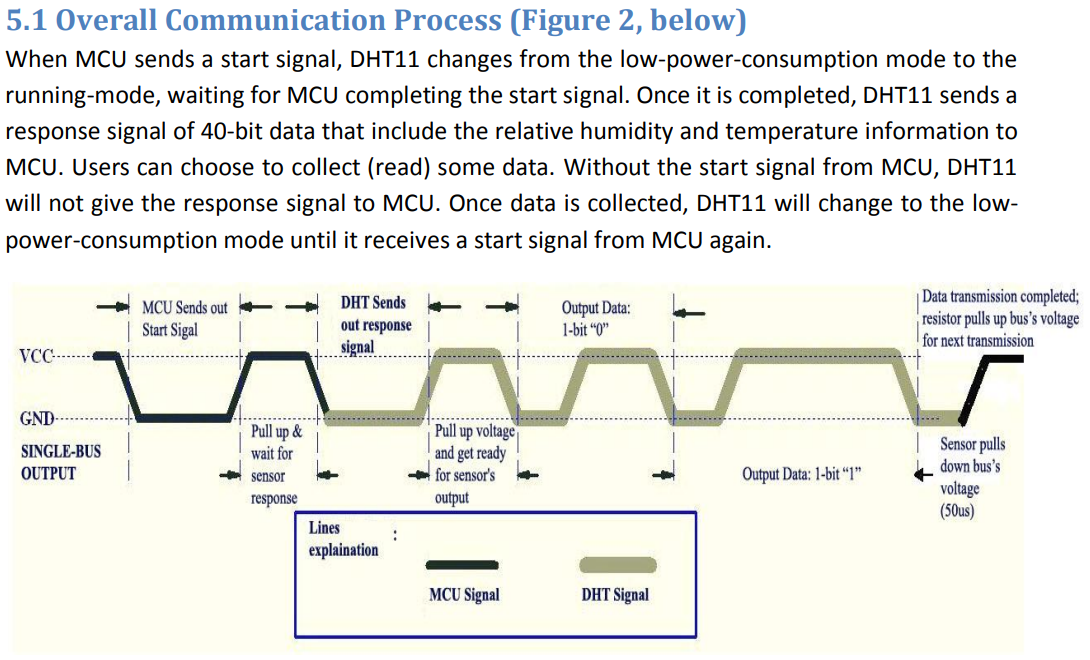 5.1 Overall Communication Process (Figure 2, below)
When MCU sends a start signal, DHT11 changes from the low-power-consumption mode to the
running-mode, waiting for MCU completing the start signal. Once it is completed, DHT11 sends a
response signal of 40-bit data that include the relative humidity and temperature information to
MCU. Users can choose to collect (read) some data. Without the start signal from MCU, DHT11
will not give the response signal to MCU. Once data is collected, DHT11 will change to the low-
power-consumption mode until it receives a start signal from MCU again.
MCU Sends out
Start Sigal
DHT Sends
out response
signal
Output Data:
1-bit "0"
Data transmission completed;
resistor pulls up bus's voltage
for next transmission
VCC
GND
SINGLE-BUS
OUTPUT
Pull up &
wait for
sensor
response
Pull up voltage
and get ready
for sensor's
output
Output Data: 1-bit "1"
Sensor pulls
down bus's
voltage
(50us)
Lines
explaination :
MCU Signal
DHT Signal